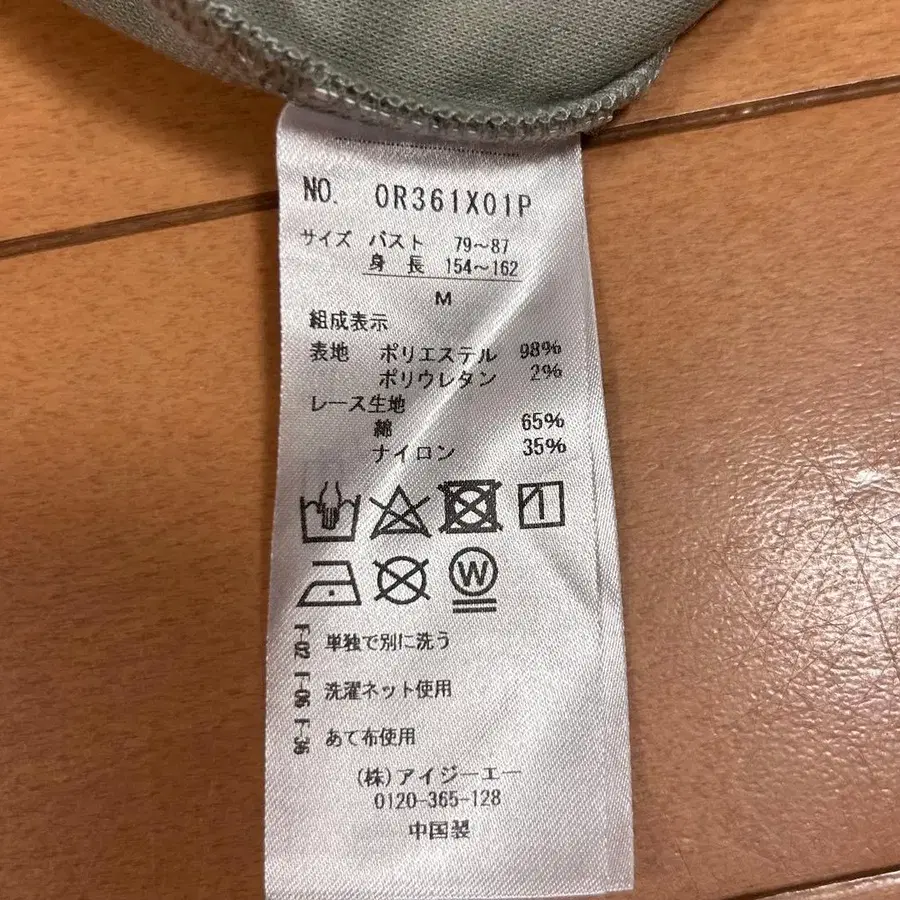 NO. 0R361X01P
サイズ バスト 79～87
身 長 154～162
M
組成表示
表地 ポリエステル 98%
ポリウレタン 2%
レース生地
綿 65%
ナイロン 35%
W
F-02 単独で別に洗う
F-06 洗濯ネット使用
F-36 あて布使用
(株)アイジーエー
0120-365-128
中国製